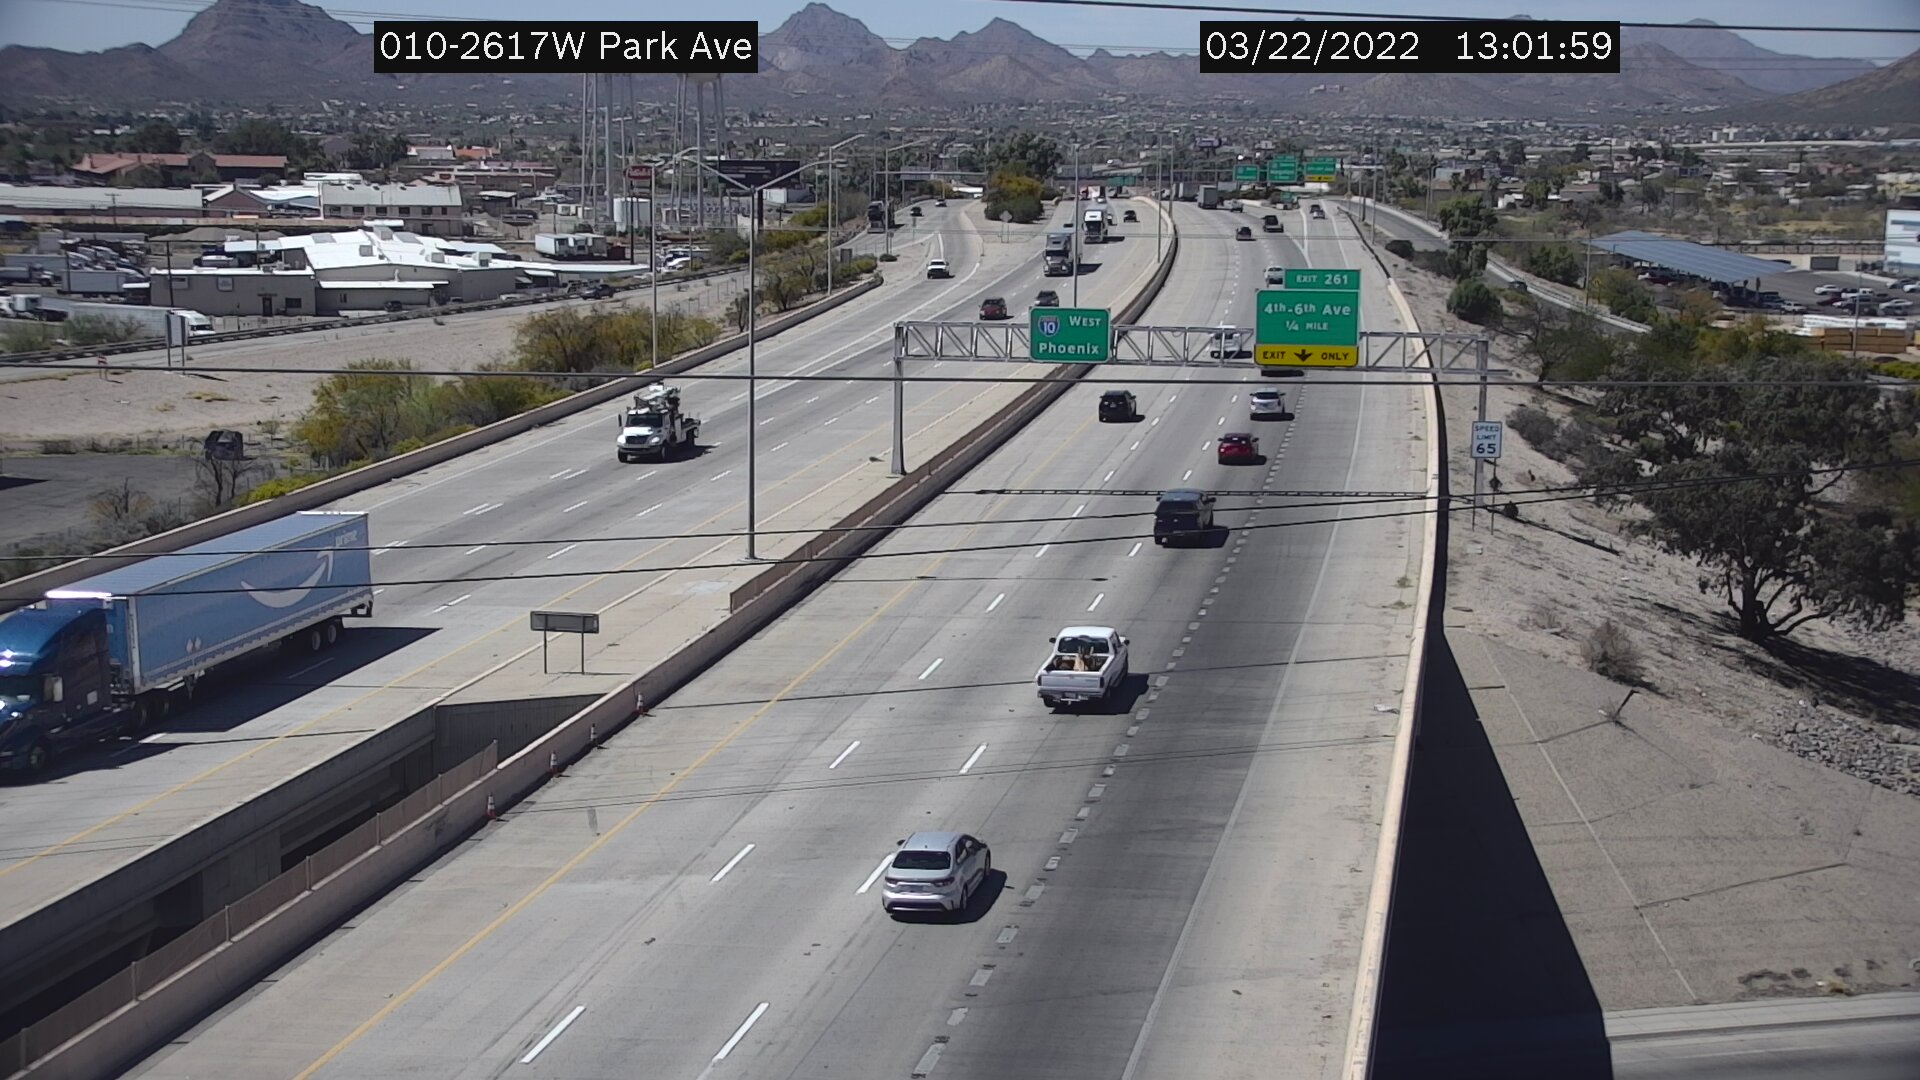 010-2617W Park Ave
03/22/2022 13:01:59
EXIT 261
4th-6th Ave
1/4 MILE
EXIT ONLY
10 WEST
Phoenix
SPEED
LIMIT
65
prime